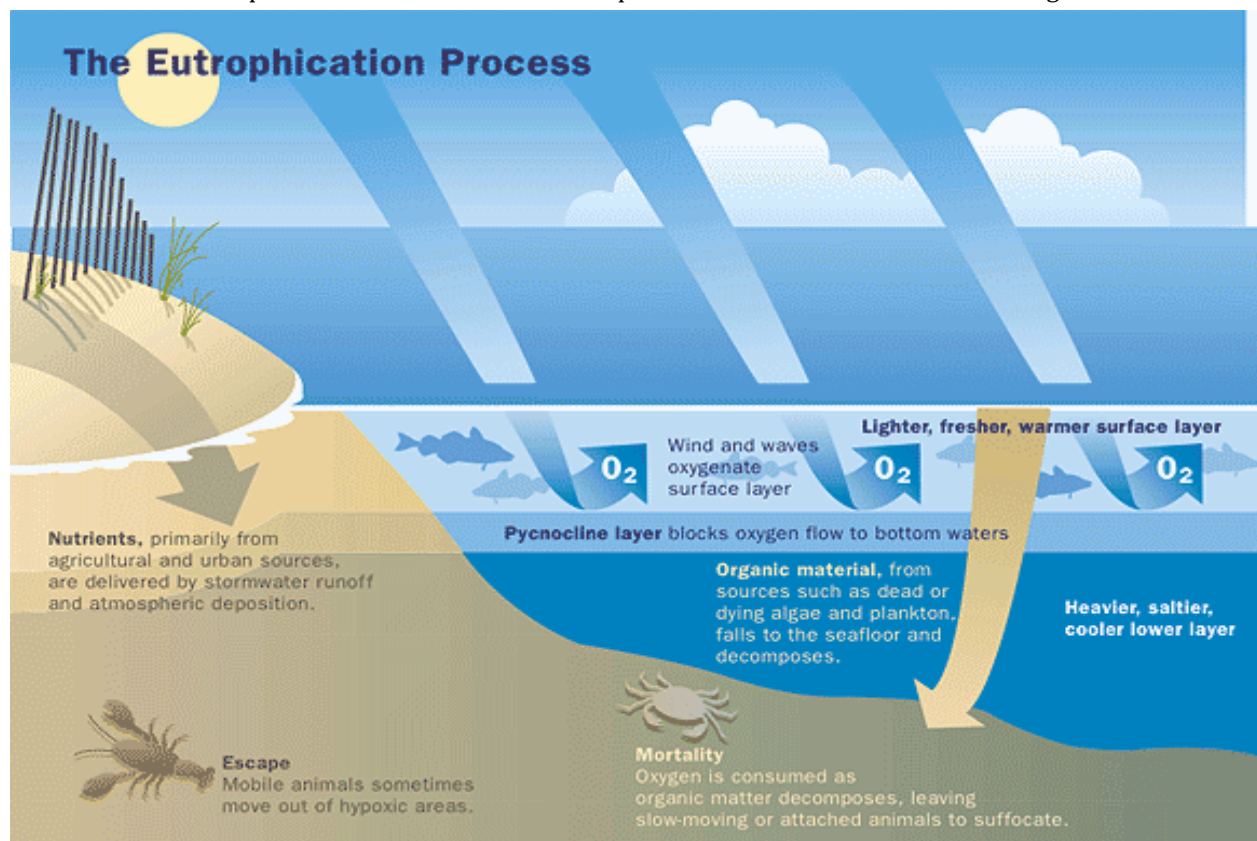 The Eutrophication Process
Lighter, fresher, warmer surface layer
Wind and waves
oxygenate
surface layer
O₂
O₂
O₂
Pycnocline layer blocks oxygen flow to bottom waters
Nutrients, primarily from
agricultural and urban sources,
are delivered by stormwater runoff
and atmospheric deposition.
Organic material, from
sources such as dead or
dying algae and plankton,
falls to the seafloor and
decomposes.
Heavier, saltier,
cooler lower layer
Escape
Mobile animals sometimes
move out of hypoxic areas.
Mortality
Oxygen is consumed as
organic matter decomposes, leaving
slow-moving or attached animals to suffocate.